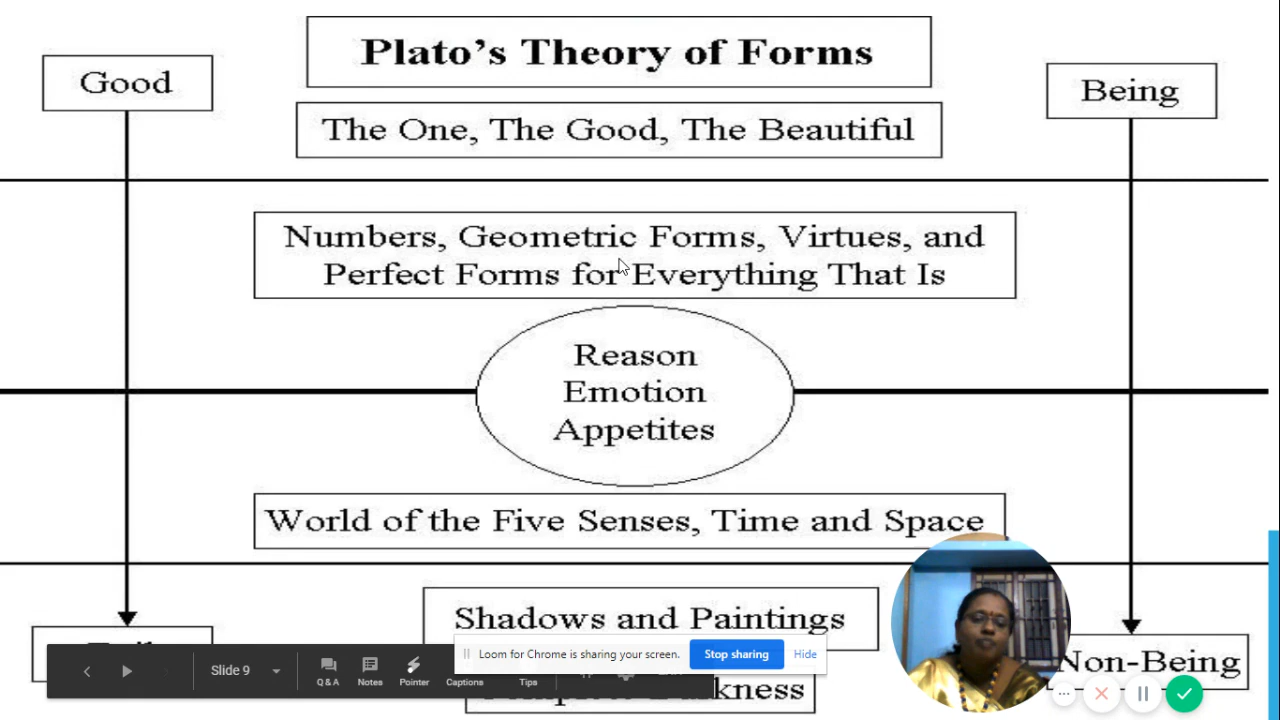 Plato's Theory of Forms
Good
Being
The One, The Good, The Beautiful
Numbers, Geometric Forms, Virtues, and
Perfect Forms for Everything That Is
Reason
Emotion
Appetites
World of the Five Senses, Time and Space
Shadows and Paintings
Non-Being
Loom for Chrome is sharing your screen.
Stop sharing
Hide
Slide 9
Q & A
Notes
Pointer
Captions
Tips